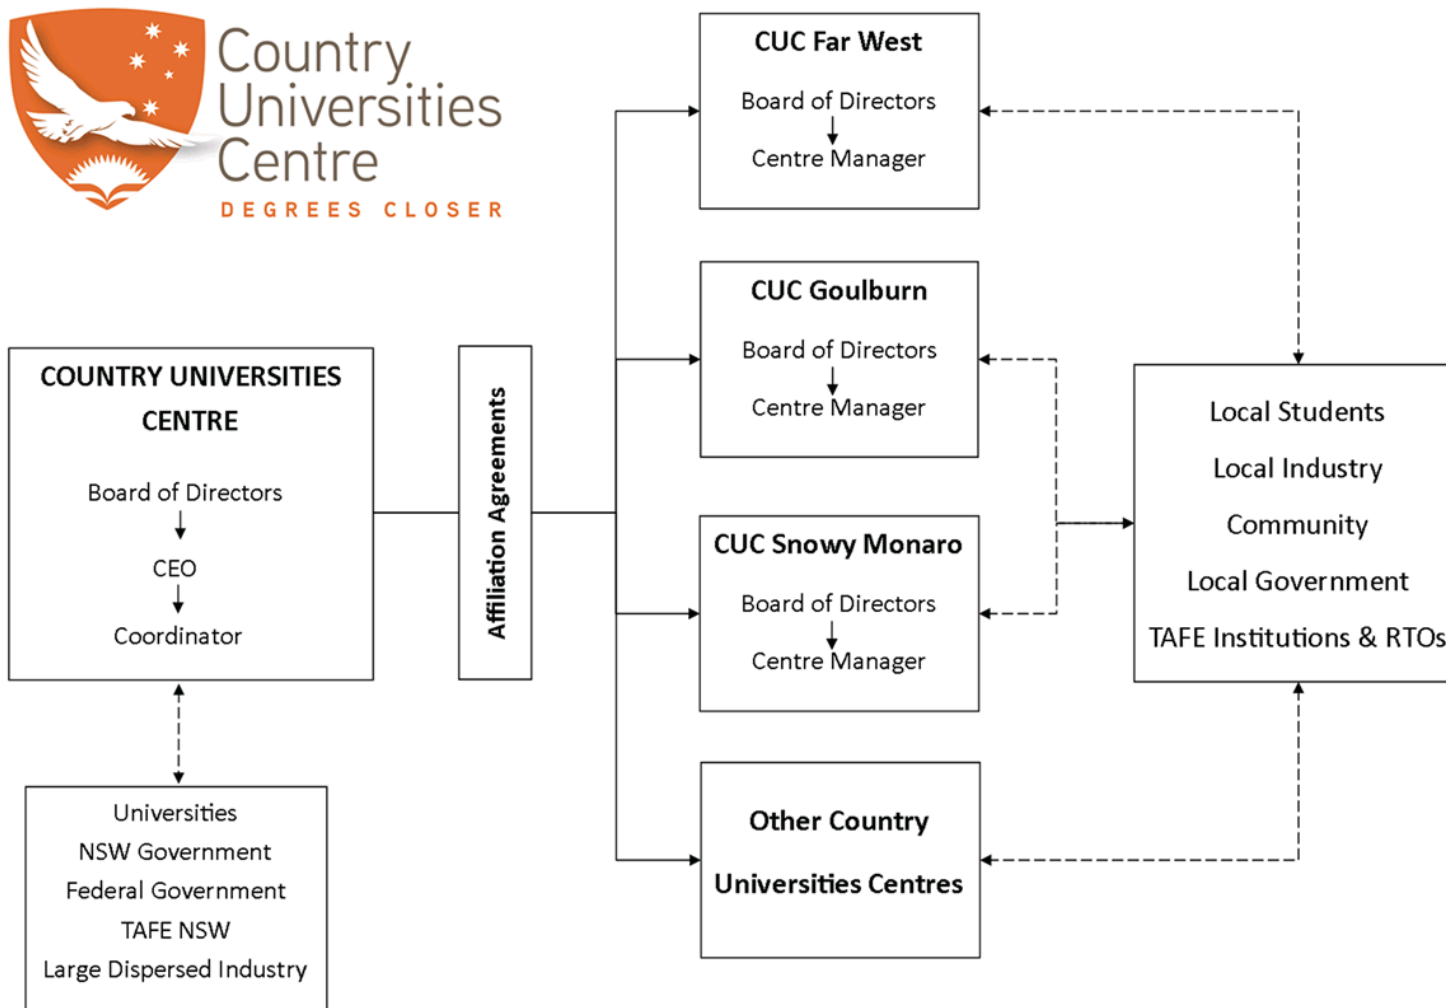 Country
Universities
Centre
DEGREES CLOSER
COUNTRY UNIVERSITIES
CENTRE
Board of Directors
CEO
Coordinator
Universities
NSW Government
Federal Government
TAFE NSW
Large Dispersed Industry
Affiliation Agreements
CUC Far West
Board of Directors
Centre Manager
CUC Goulburn
Board of Directors
Centre Manager
CUC Snowy Monaro
Board of Directors
Centre Manager
Other Country
Universities Centres
Local Students
Local Industry
Community
Local Government
TAFE Institutions & RTOs